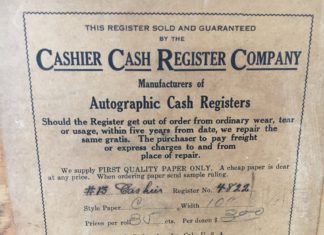 THIS REGISTER SOLD AND GUARANTEED
BY THE
CASHIER CASH REGISTER COMPANY
Manufacturers of
Autographic Cash Registers
Should the Register get out of order from ordinary wear, tear
or usage, within five years from date, we repair the
same gratis. The purchaser to pay freight
or express charges to and from
place of repair.
We supply FIRST QUALITY PAPER ONLY. A cheap paper is dear
at any price. When ordering paper send sample ruling.
#13 Cashier Register No. 4822
Style Paper C Width 10
Prices per roll 30 cts. Per dozen $ 300